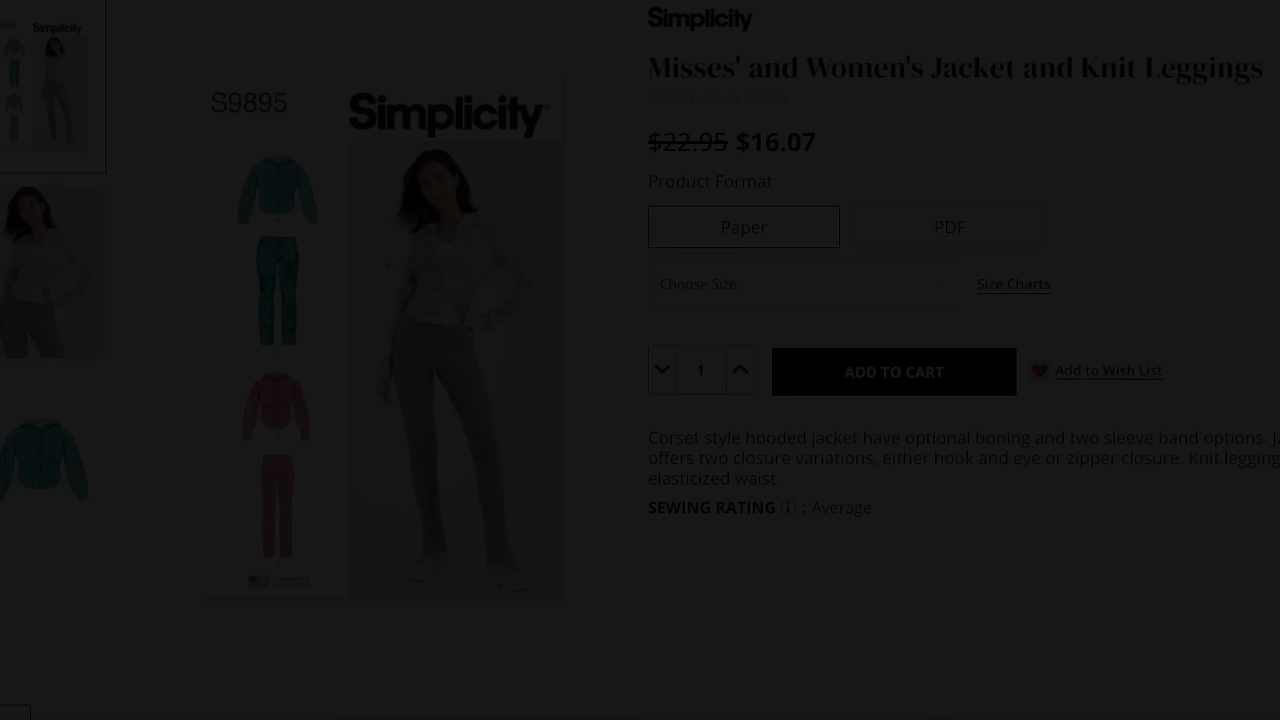 Simplicity
S9895
Simplicity
Simplicity
Misses' and Women's Jacket and Knit Leggings
$22.95 $16.07
Product Format
Paper PDF
Choose Size: Size Charts
1 ADD TO CART Add to Wish List
Corset style hooded jacket have optional boning and two sleeve band options. J
offers two closure variations, either hook and eye or zipper closure. Knit legging
elasticized waist.
SEWING RATING ⓘ : Average